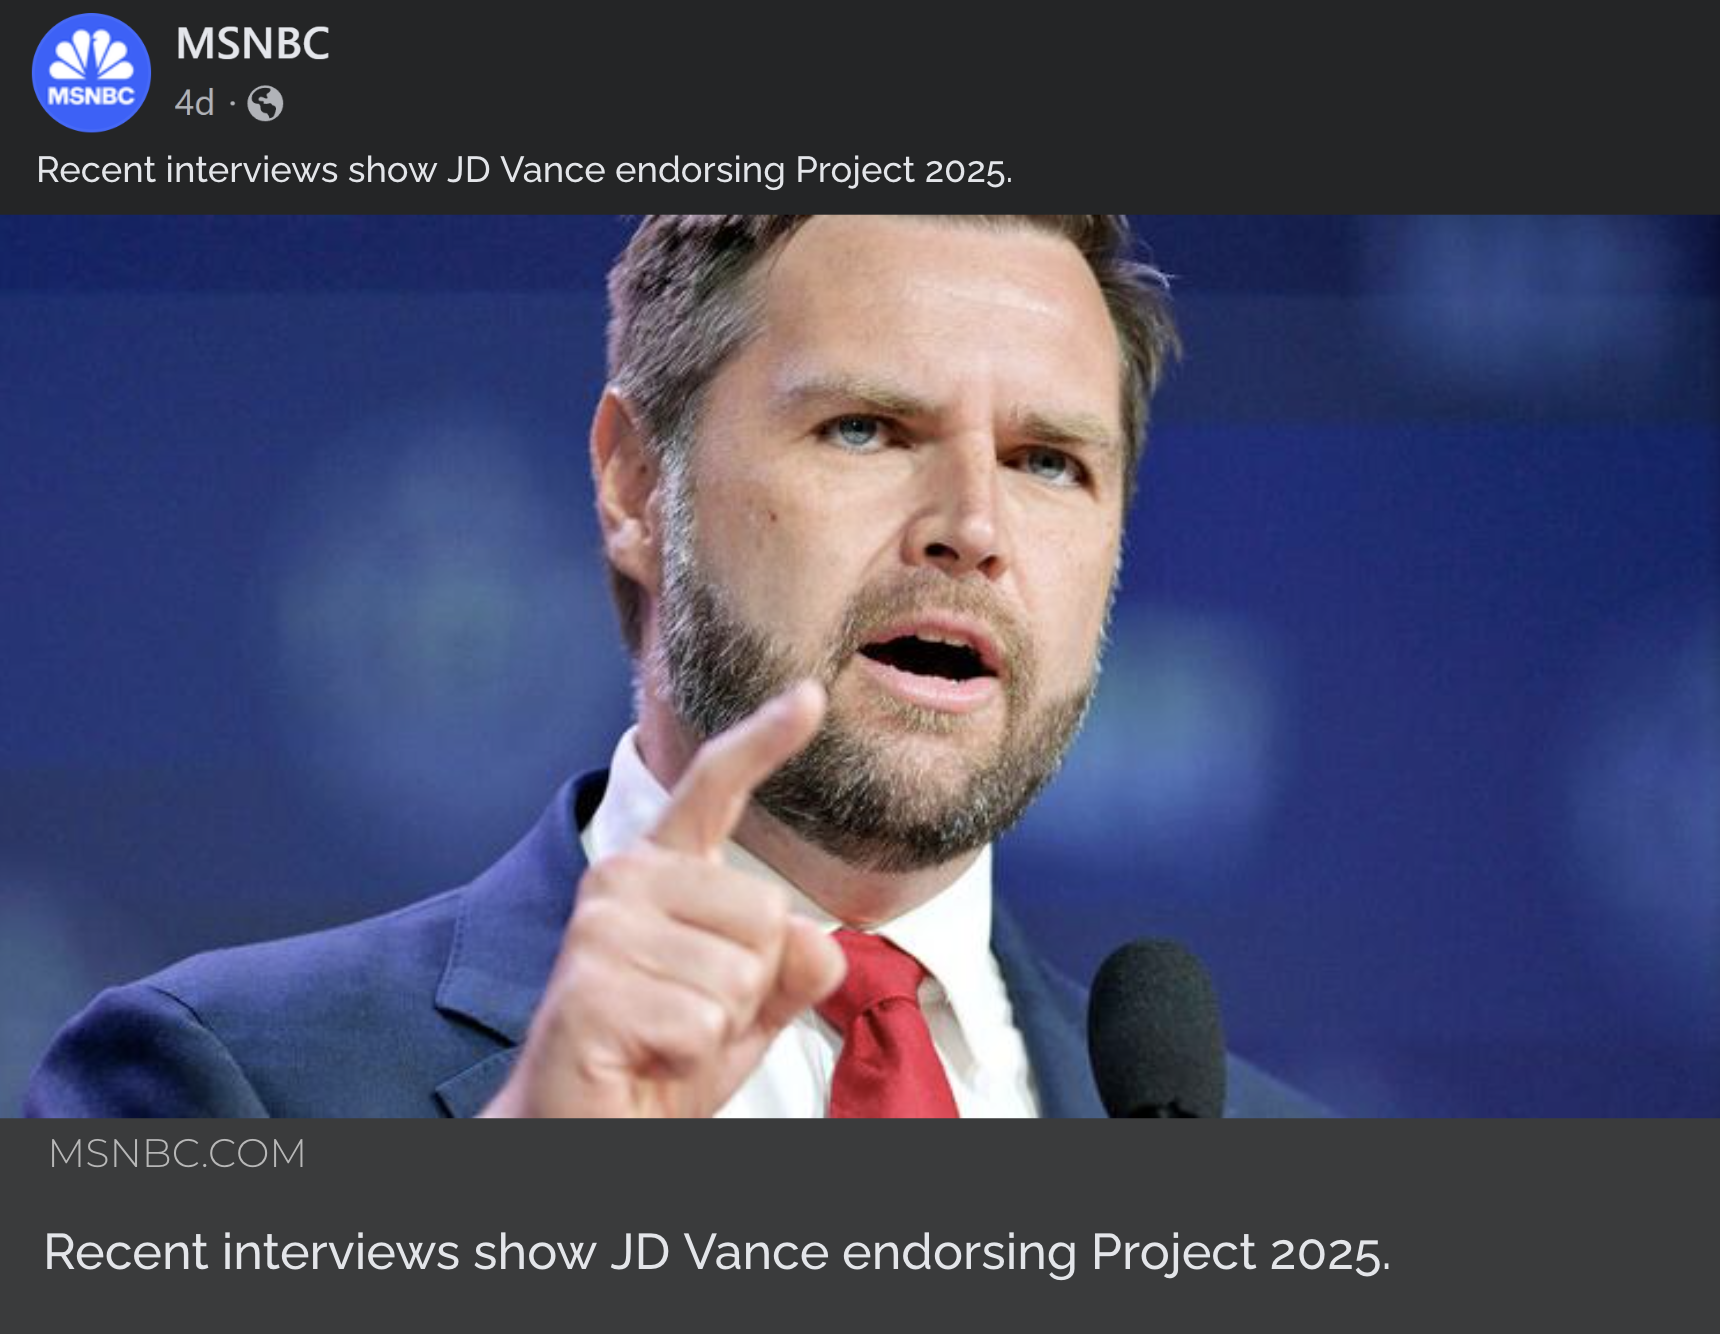 MSNBC
MSNBC
4d ·
Recent interviews show JD Vance endorsing Project 2025.
MSNBC.COM
Recent interviews show JD Vance endorsing Project 2025.